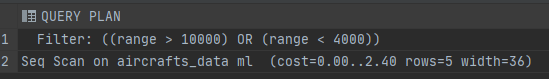 QUERY PLAN
1 Filter: ((range > 10000) OR (range < 4000))
2 Seq Scan on aircrafts_data ml (cost=0.00..2.40 rows=5 width=36)